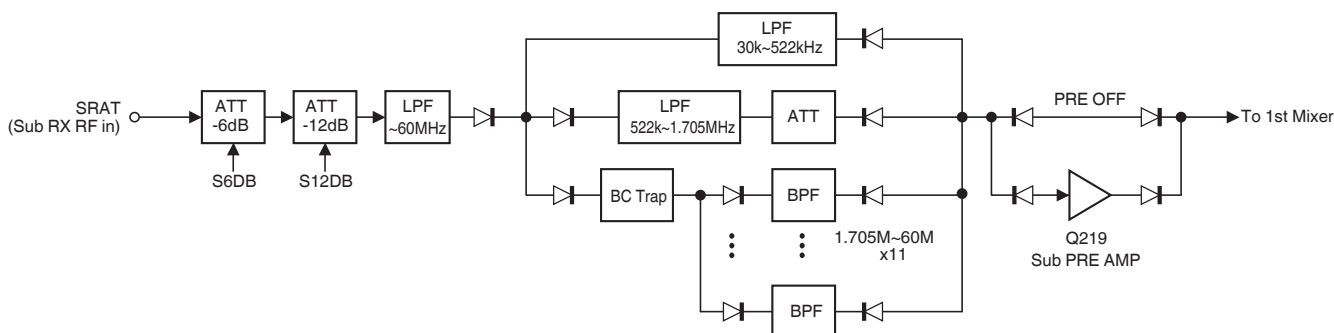 SRAT
(Sub RX RF in)
ATT
-6dB
S6DB
ATT
-12dB
S12DB
LPF
~60MHz
LPF
30k~522kHz
LPF
522k~1.705MHz
ATT
BC Trap
BPF
1.705M~60M
x11
BPF
PRE OFF
Q219
Sub PRE AMP
To 1st Mixer